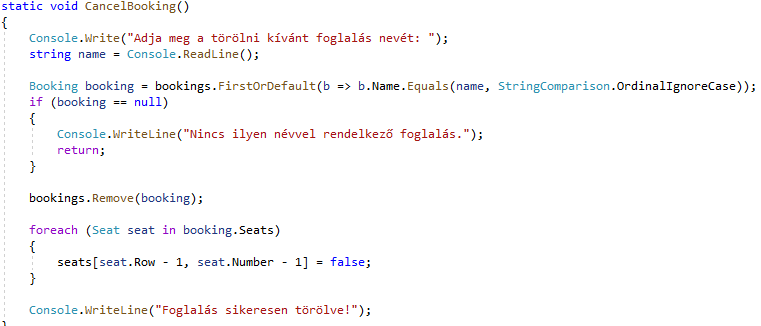 static void CancelBooking()
{
Console.Write("Adja meg a törölni kívánt foglalás nevét: ");
string name = Console.ReadLine();
Booking booking = bookings.FirstOrDefault(b => b.Name.Equals(name, StringComparison.OrdinalIgnoreCase));
if (booking == null)
{
Console.WriteLine("Nincs ilyen névvel rendelkező foglalás.");
return;
}
bookings.Remove(booking);
foreach (Seat seat in booking.Seats)
{
seats[seat.Row - 1, seat.Number - 1] = false;
}
Console.WriteLine("Foglalás sikeresen törölve!");
}